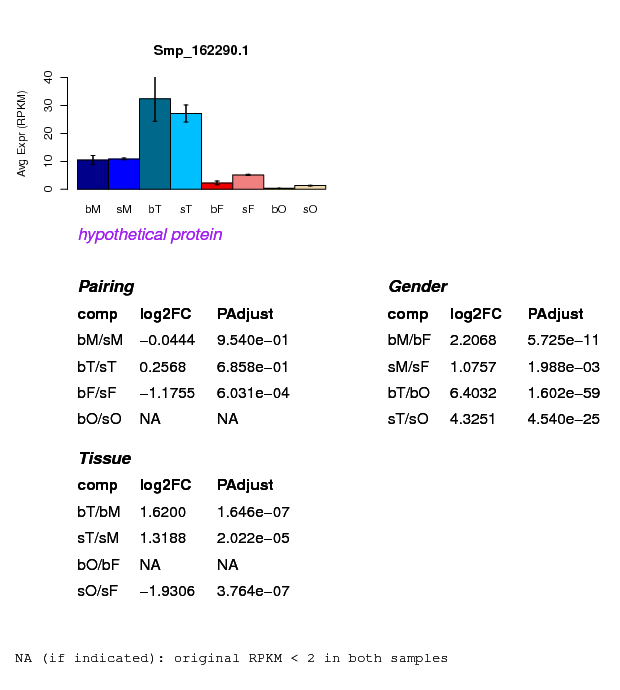 Smp_162290.1
Avg Expr (RPKM)
0 10 20 30 40
bM sM bT sT bF sF bO sO
hypothetical protein
Pairing
comp log2FC PAdjust
bM/sM −0.0444 9.540e−01
bT/sT 0.2568 6.858e−01
bF/sF −1.1755 6.031e−04
bO/sO NA NA
Gender
comp log2FC PAdjust
bM/bF 2.2068 5.725e−11
sM/sF 1.0757 1.988e−03
bT/bO 6.4032 1.602e−59
sT/sO 4.3251 4.540e−25
Tissue
comp log2FC PAdjust
bT/bM 1.6200 1.646e−07
sT/sM 1.3188 2.022e−05
bO/bF NA NA
sO/sF −1.9306 3.764e−07
NA (if indicated): original RPKM < 2 in both samples